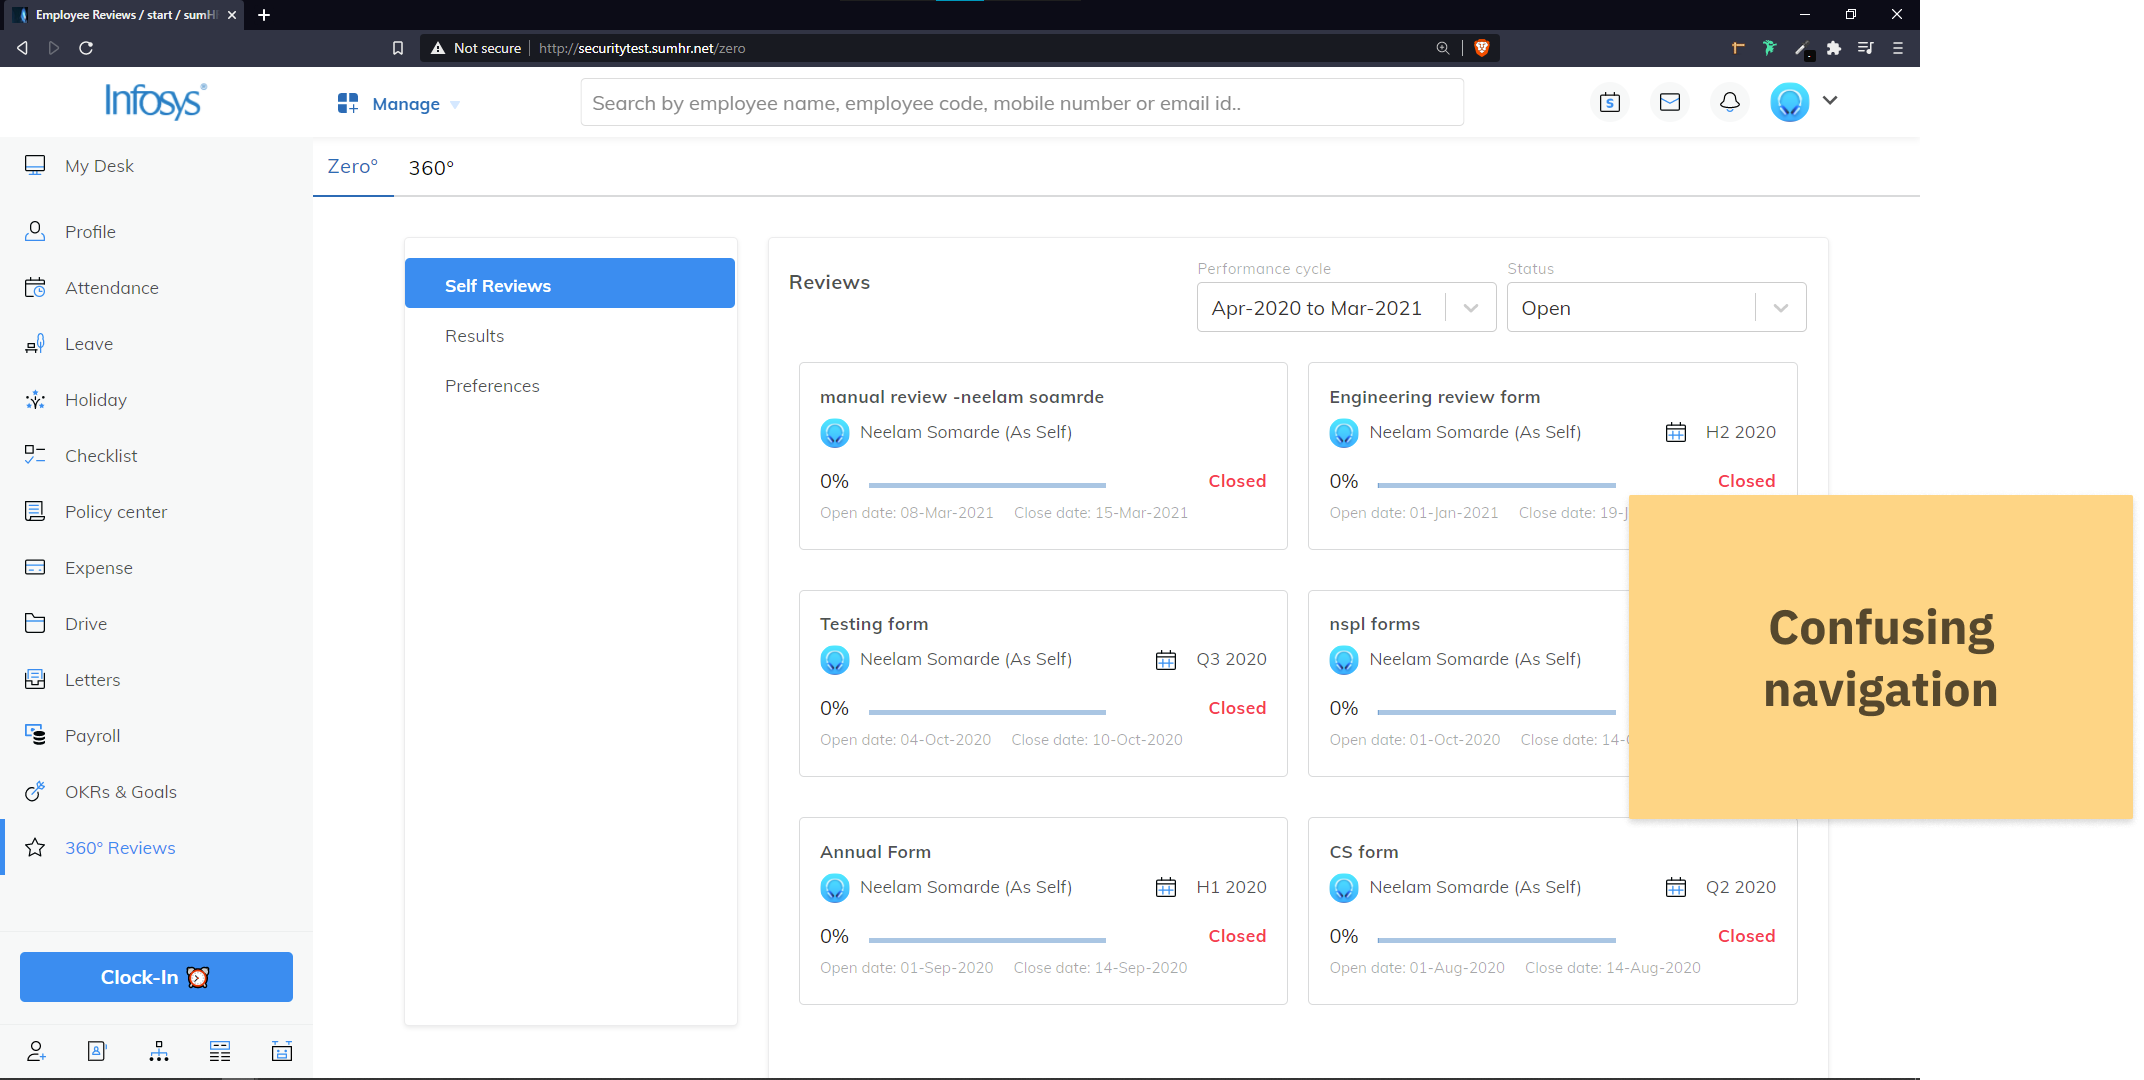 Employee Reviews / start / sumH
Not secure
http://securitytest.sumhr.net/zero
Infosys®
Manage
Search by employee name, employee code, mobile number or email id..
My Desk
Profile
Attendance
Leave
Holiday
Checklist
Policy center
Expense
Drive
Letters
Payroll
OKRs & Goals
360° Reviews
Clock-In
Zero°
360°
Self Reviews
Results
Preferences
Reviews
Performance cycle
Apr-2020 to Mar-2021
Status
Open
manual review -neelam soamrde
Neelam Somarde (As Self)
0%
Closed
Open date: 08-Mar-2021 Close date: 15-Mar-2021
Engineering review form
Neelam Somarde (As Self)
H2 2020
0%
Closed
Open date: 01-Jan-2021 Close date: 19-J
Testing form
Neelam Somarde (As Self)
Q3 2020
0%
Closed
Open date: 04-Oct-2020 Close date: 10-Oct-2020
nspl forms
Neelam Somarde (As Self)
0%
Open date: 01-Oct-2020 Close date: 14-
Annual Form
Neelam Somarde (As Self)
H1 2020
0%
Closed
Open date: 01-Sep-2020 Close date: 14-Sep-2020
CS form
Neelam Somarde (As Self)
Q2 2020
0%
Closed
Open date: 01-Aug-2020 Close date: 14-Aug-2020
Confusing
navigation